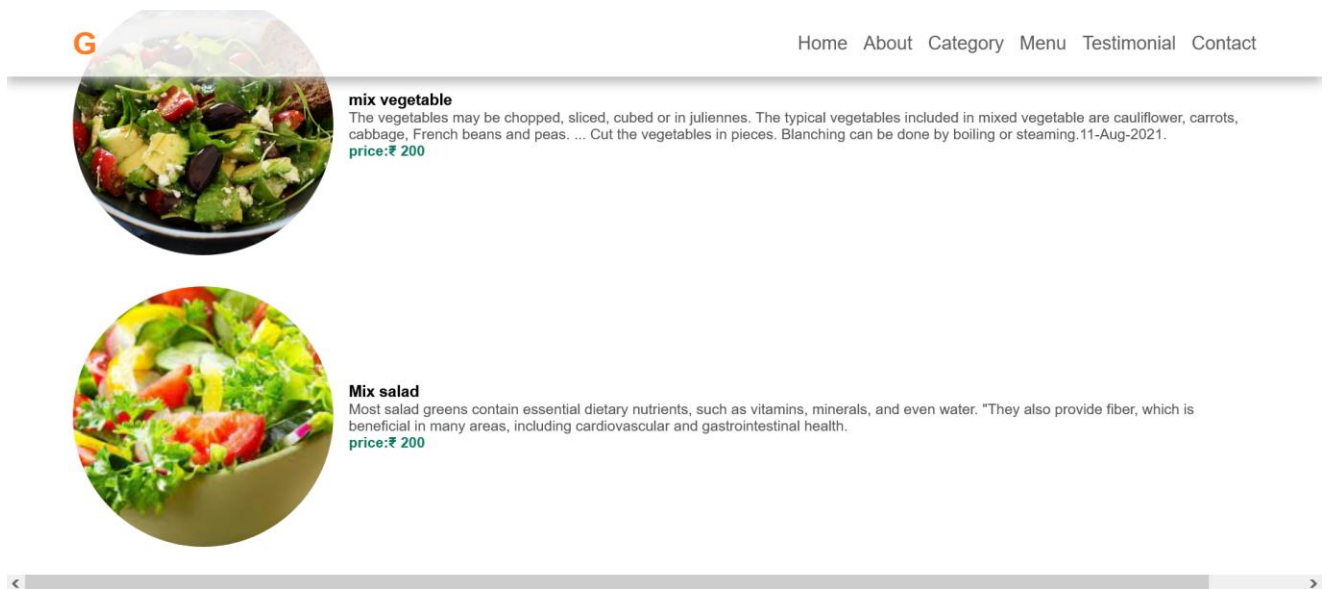 G
Home About Category Menu Testimonial Contact
mix vegetable
The vegetables may be chopped, sliced, cubed or in juliennes. The typical vegetables included in mixed vegetable are cauliflower, carrots,
cabbage, French beans and peas. ... Cut the vegetables in pieces. Blanching can be done by boiling or steaming.11-Aug-2021.
price:₹ 200
Mix salad
Most salad greens contain essential dietary nutrients, such as vitamins, minerals, and even water. "They also provide fiber, which is
beneficial in many areas, including cardiovascular and gastrointestinal health.
price:₹ 200